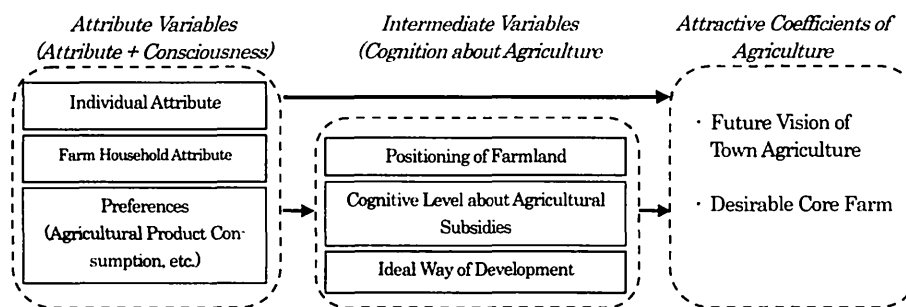 Attribute Variables
(Attribute + Consciousness)
Individual Attribute
Farm Household Attribute
Preferences
(Agricultural Product Con-
sumption, etc.)
Intermediate Variables
(Cognition about Agriculture
Positioning of Farmland
Cognitive Level about Agricultural
Subsidies
Ideal Way of Development
Attractive Coefficients of
Agriculture
· Future Vision of
Town Agriculture
· Desirable Core Farm